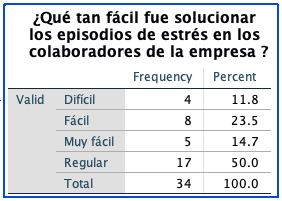 ¿Qué tan fácil fue solucionar
los episodios de estrés en los
colaboradores de la empresa ?
Frequency Percent
Valid Difícil 4 11.8
Fácil 8 23.5
Muy fácil 5 14.7
Regular 17 50.0
Total 34 100.0